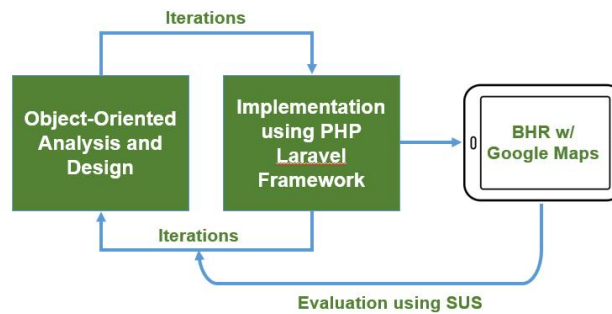 Iterations
Object-Oriented
Analysis and
Design
Implementation
using PHP
Laravel
Framework
BHR w/
Google Maps
Iterations
Evaluation using SUS